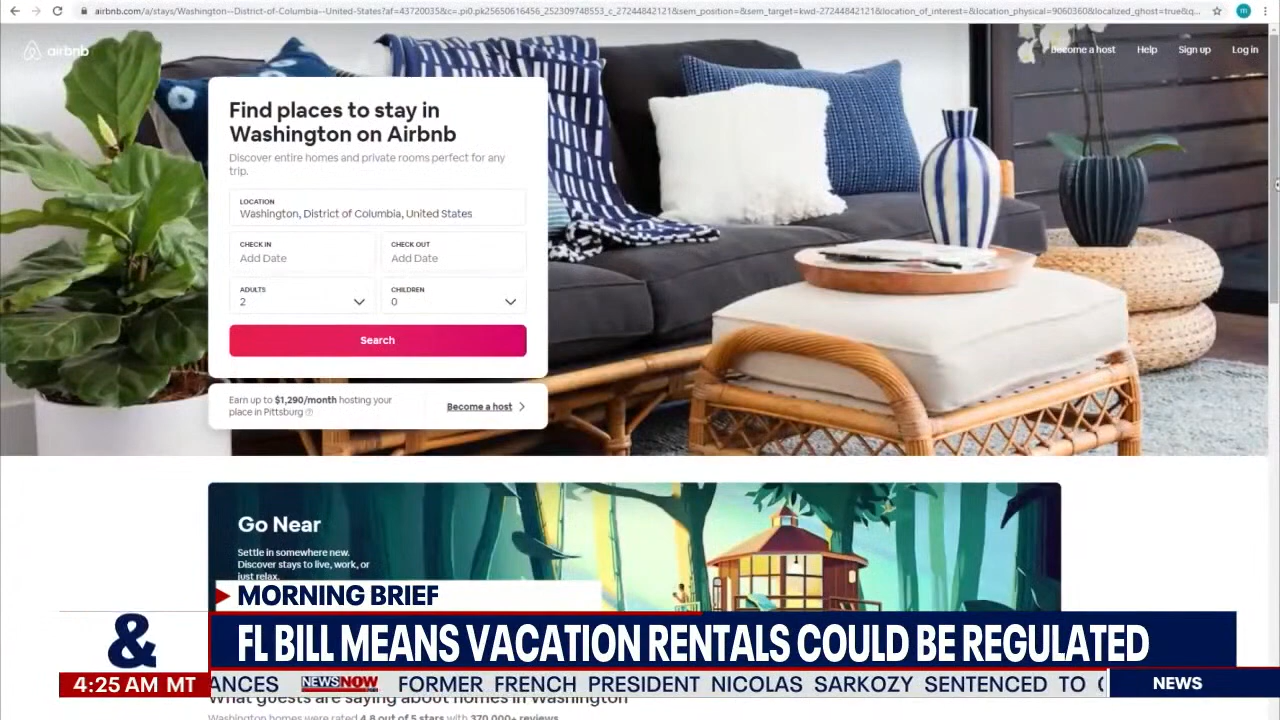 airbnb.com/a/stays/Washington--District-of-Columbia--United-States?af=43720035&c=.pi0.pk25650616456_252309748553_c_27244842121&sem_position=&sem_target=kwd-27244842121&location_of_interest=&location_physical=9060360&localized_ghost=true&q...
m
airbnb
Become a host Help Sign up Log in
Find places to stay in
Washington on Airbnb
Discover entire homes and private rooms perfect for any
trip.
LOCATION
Washington, District of Columbia, United States
CHECK IN CHECK OUT
Add Date Add Date
ADULTS CHILDREN
2 0
Search
Earn up to $1,290/month hosting your
place in Pittsburg
Become a host
Go Near
Settle in somewhere new.
Discover stays to live, work, or
just relax.
MORNING BRIEF
&
FL BILL MEANS VACATION RENTALS COULD BE REGULATED
4:25 AM MT ANCES NEWSNOW FORMER FRENCH PRESIDENT NICOLAS SARKOZY SENTENCED TO NEWS
What guests are saying about homes in Washington
Washington homes were rated 4.8 out of 5 stars with 370,000+ reviews